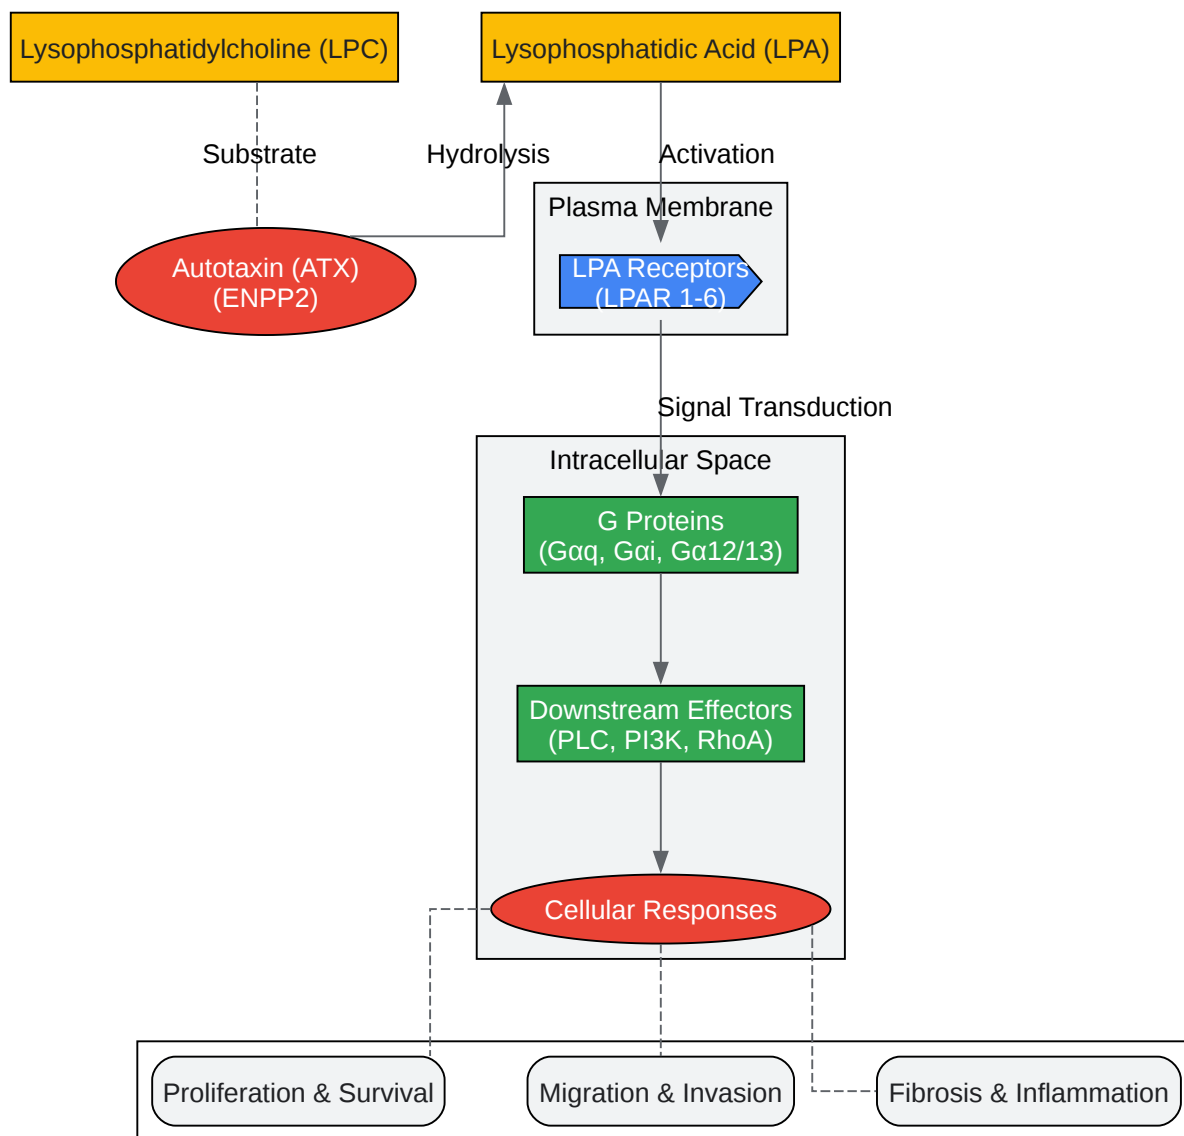 Lysophosphatidylcholine (LPC)
Lysophosphatidic Acid (LPA)
Substrate
Hydrolysis
Activation
Plasma Membrane
Autotaxin (ATX)
(ENPP2)
LPA Receptors
(LPAR 1-6)
Signal Transduction
Intracellular Space
G Proteins
(Gαq, Gαi, Gα12/13)
Downstream Effectors
(PLC, PI3K, RhoA)
Cellular Responses
Proliferation & Survival
Migration & Invasion
Fibrosis & Inflammation